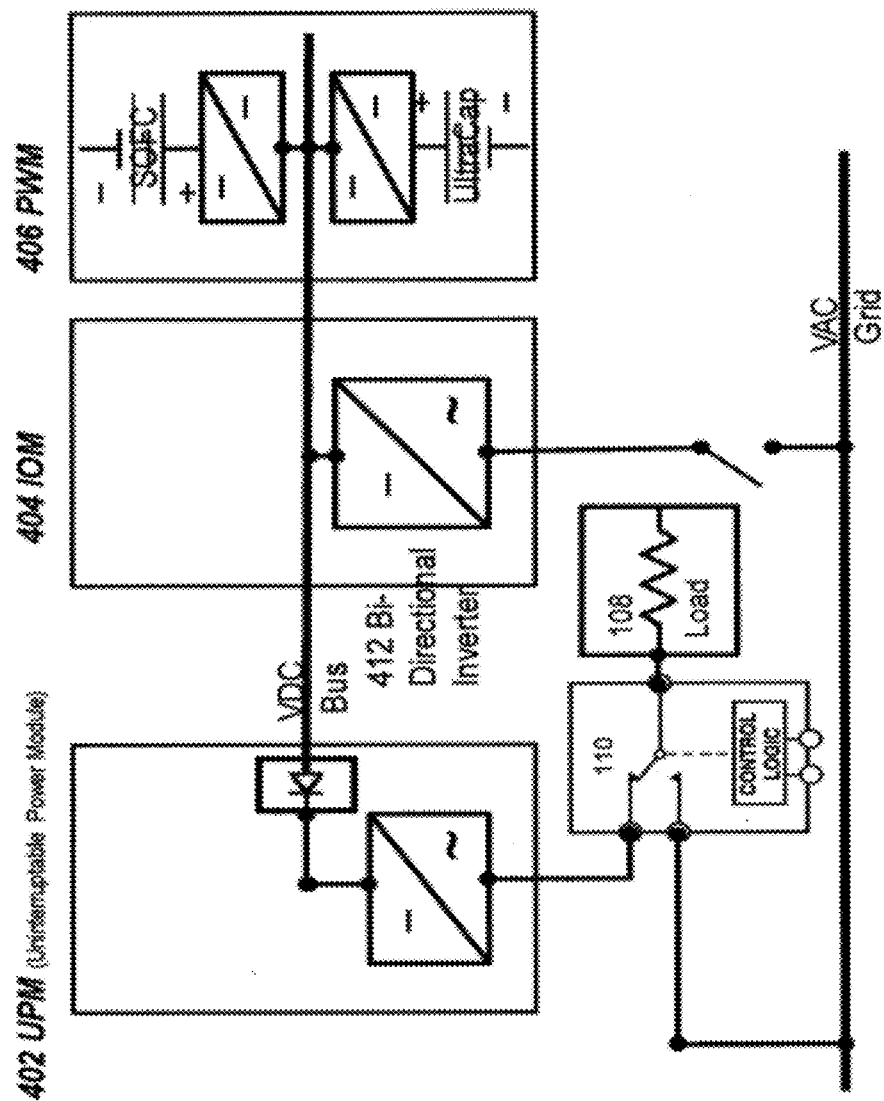 402 UPM (Uninterruptable Power Module)
404 IOM
406 PWM
−
SOFC
+
− −
VDC
Bus
− −
412 Bi-
Directional
Inverter
− ~
− ~
+
UltraCap
−
110
CONTROL
LOGIC
108
Load
VAC
Grid